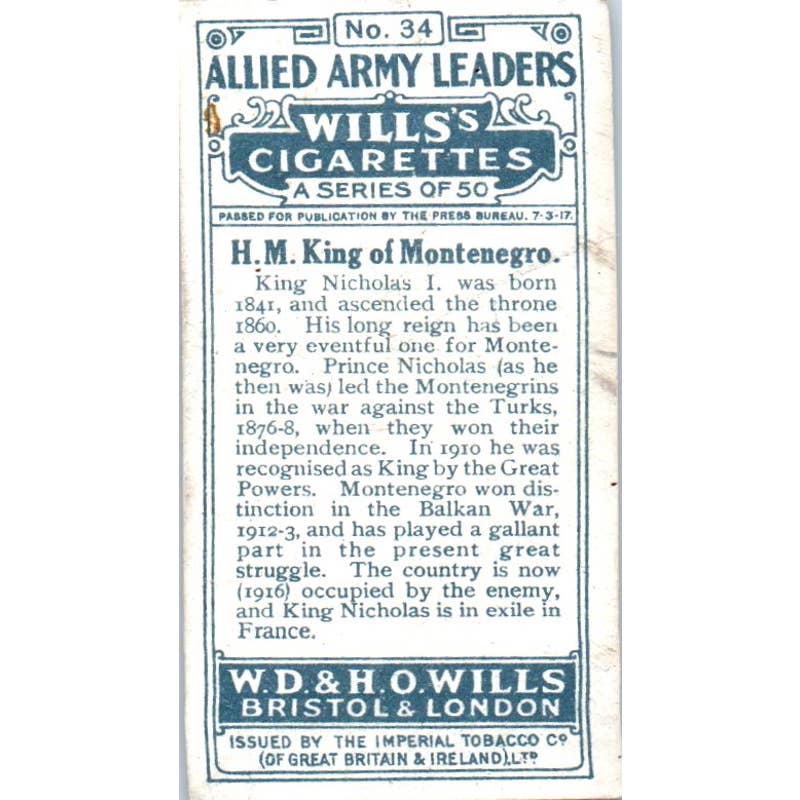 No. 34
ALLIED ARMY LEADERS
WILLS'S
CIGARETTES
A SERIES OF 50
PASSED FOR PUBLICATION BY THE PRESS BUREAU. 7-3-17.
H.M. King of Montenegro.
King Nicholas I. was born
1841, and ascended the throne
1860. His long reign has been
a very eventful one for Monte-
negro. Prince Nicholas (as he
then was) led the Montenegrins
in the war against the Turks,
1876-8, when they won their
independence. In 1910 he was
recognised as King by the Great
Powers. Montenegro won dis-
tinction in the Balkan War,
1912-3, and has played a gallant
part in the present great
struggle. The country is now
(1916) occupied by the enemy,
and King Nicholas is in exile in
France.
W.D. & H.O. WILLS
BRISTOL & LONDON
ISSUED BY THE IMPERIAL TOBACCO CO
(OF GREAT BRITAIN & IRELAND), LTD.